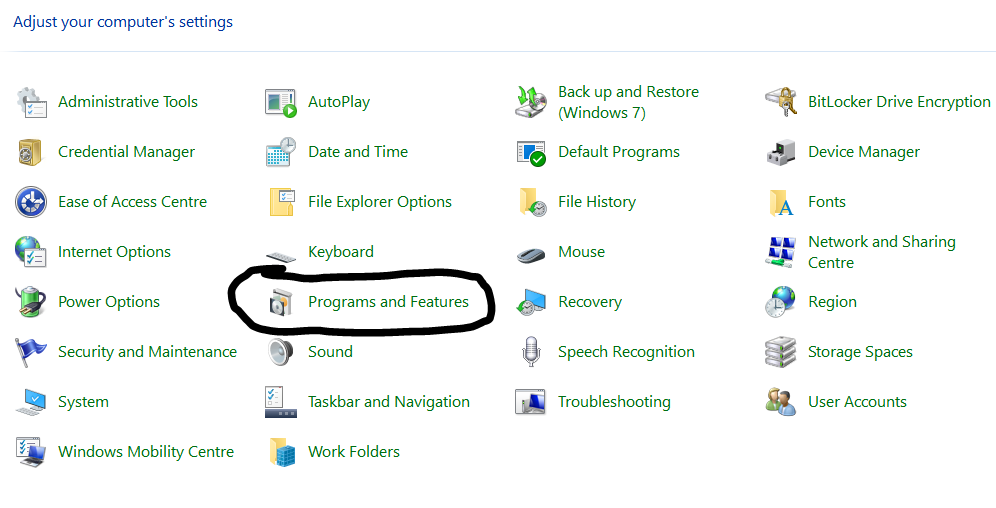 Adjust your computer's settings
Administrative Tools
AutoPlay
Back up and Restore
(Windows 7)
BitLocker Drive Encryption
Credential Manager
Date and Time
Default Programs
Device Manager
Ease of Access Centre
File Explorer Options
File History
Fonts
Internet Options
Keyboard
Mouse
Network and Sharing
Centre
Power Options
Programs and Features
Recovery
Region
Security and Maintenance
Sound
Speech Recognition
Storage Spaces
System
Taskbar and Navigation
Troubleshooting
User Accounts
Windows Mobility Centre
Work Folders